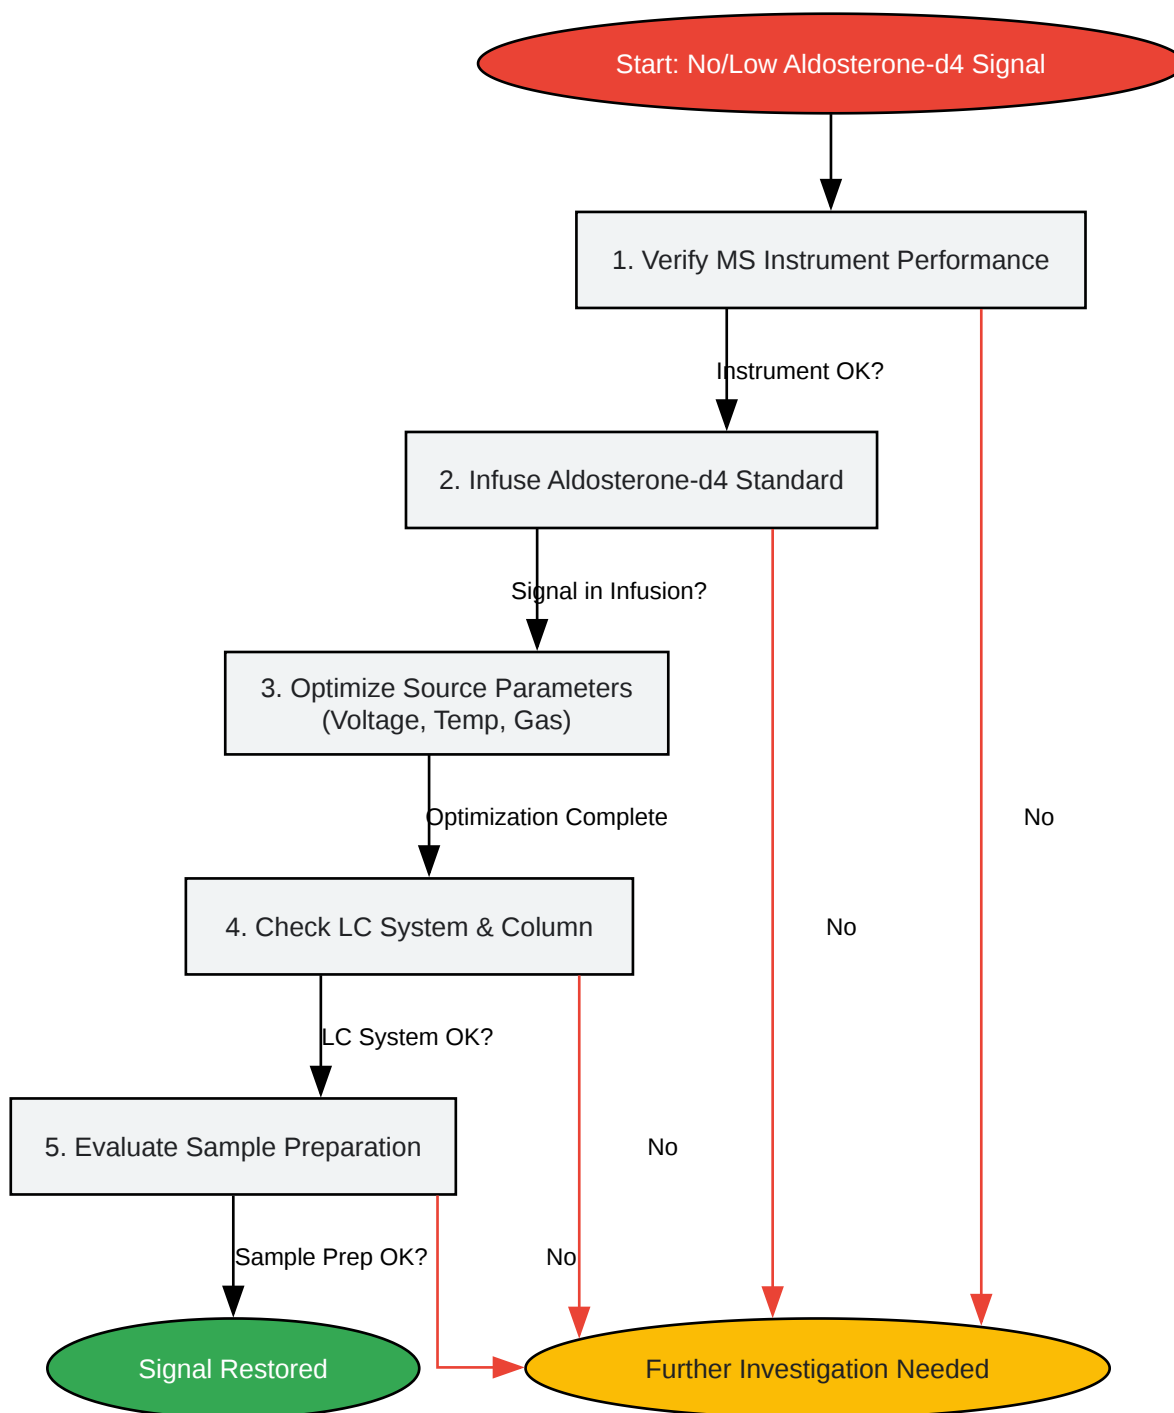 Start: No/Low Aldosterone-d4 Signal
1. Verify MS Instrument Performance
Instrument OK?
2. Infuse Aldosterone-d4 Standard
Signal in Infusion?
3. Optimize Source Parameters
(Voltage, Temp, Gas)
Optimization Complete
No
4. Check LC System & Column
No
LC System OK?
5. Evaluate Sample Preparation
No
Sample Prep OK?
No
Signal Restored
Further Investigation Needed